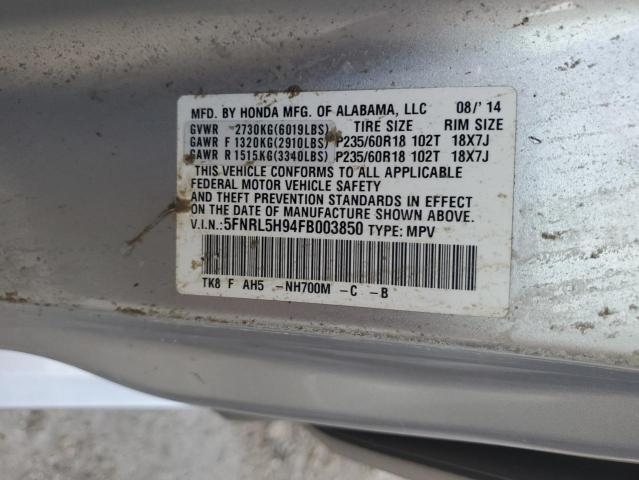 MFD. BY HONDA MFG. OF ALABAMA, LLC 08/'14
GVWR 2730KG(6019LBS) TIRE SIZE RIM SIZE
GAWR F 1320KG(2910LBS) P235/60R18 102T 18X7J
GAWR R 1515KG(3340LBS) P235/60R18 102T 18X7J
THIS VEHICLE CONFORMS TO ALL APPLICABLE
FEDERAL MOTOR VEHICLE SAFETY
AND THEFT PREVENTION STANDARDS IN EFFECT
ON THE DATE OF MANUFACTURE SHOWN ABOVE.
V.I.N.: 5FNRL5H94FB003850 TYPE: MPV
TK8 F AH5 -NH700M -C -B